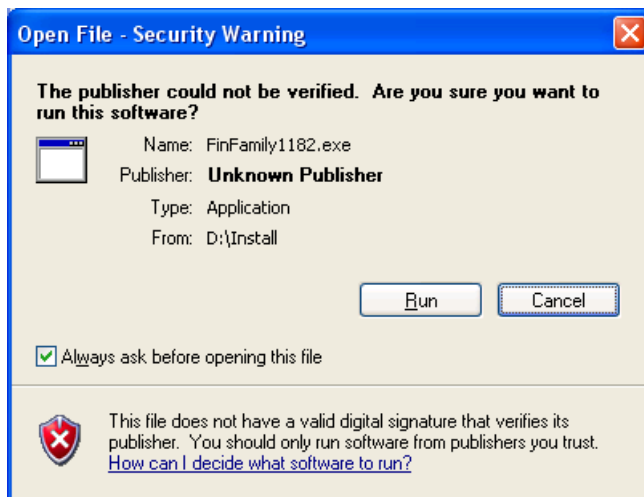 Open File - Security Warning
The publisher could not be verified.  Are you sure you want to
run this software?
Name: FinFamily1182.exe
Publisher: Unknown Publisher
Type: Application
From: D:\Install
Run Cancel
Always ask before opening this file
This file does not have a valid digital signature that verifies its
publisher.  You should only run software from publishers you trust.
How can I decide what software to run?